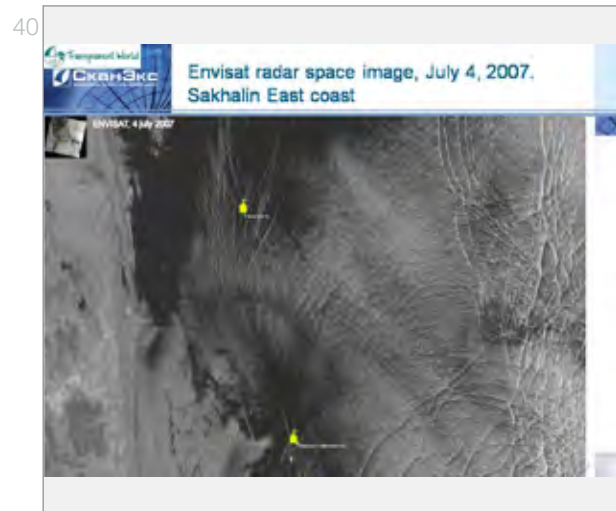 40
Transparent World
СканЭкс
Envisat radar space image, July 4, 2007.
Sakhalin East coast
ENVISAT, 4 july 2007